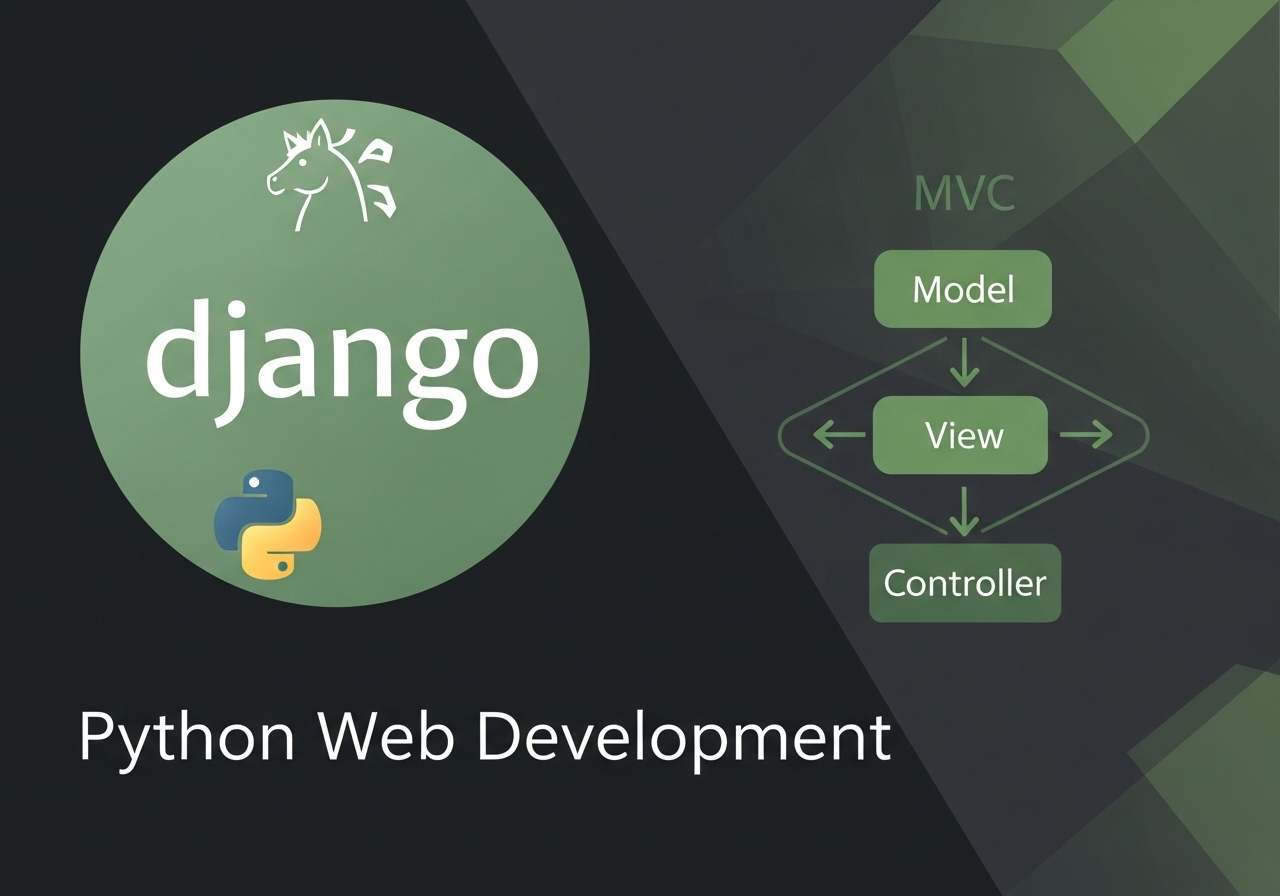 django
Python Web Development
MVC
Model
View
Controller